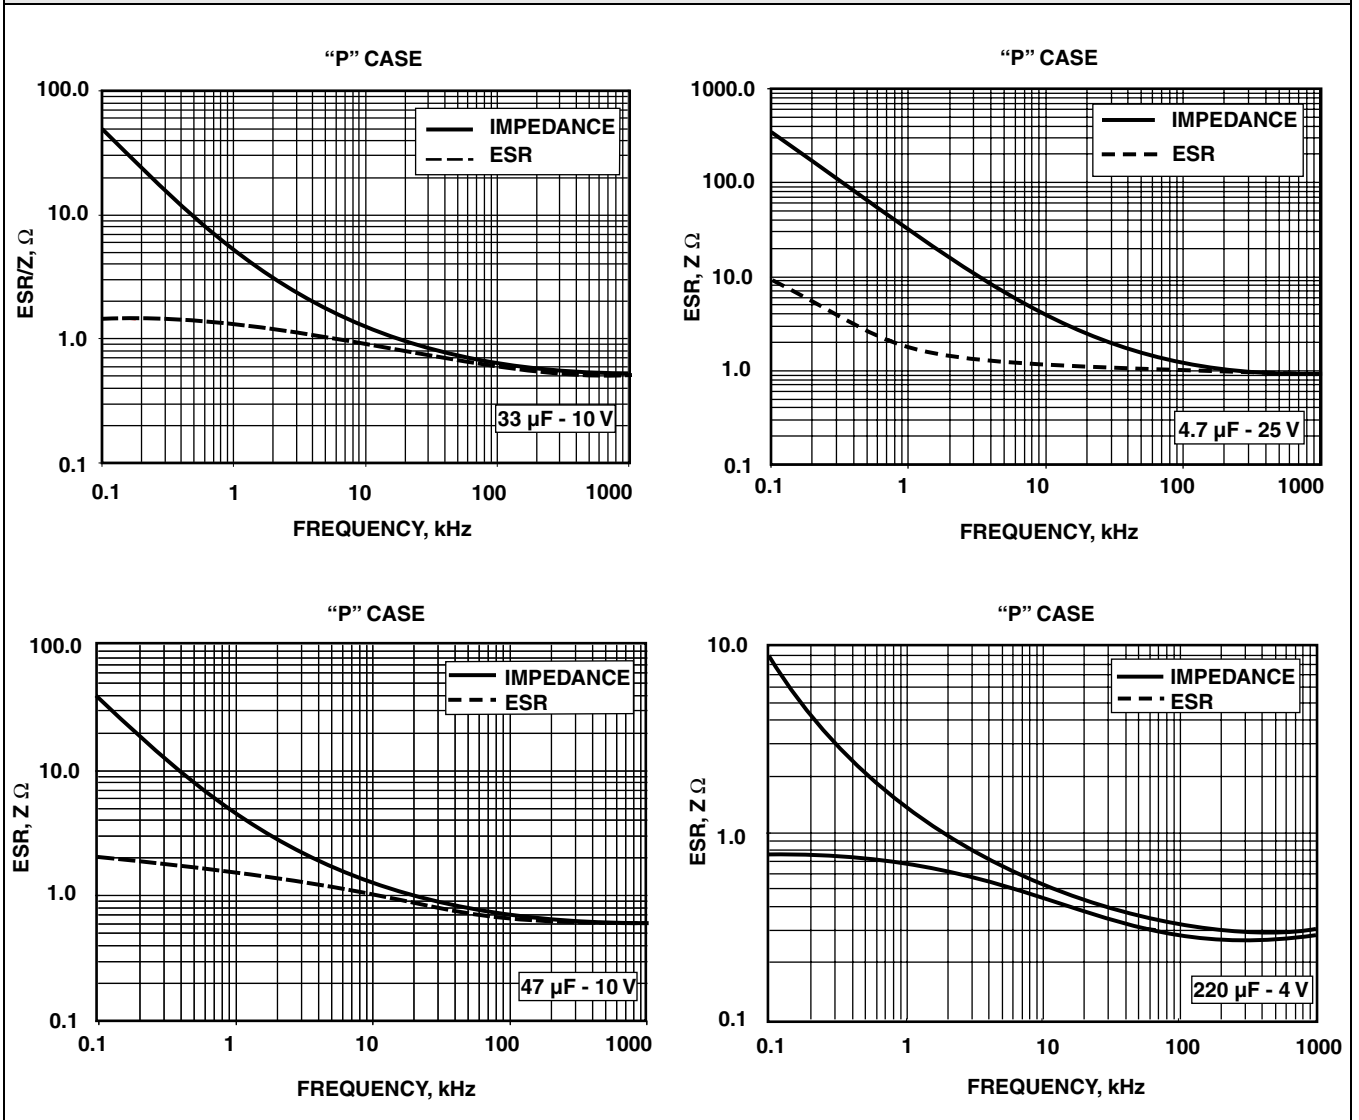 “P” CASE
100.0
10.0
1.0
0.1
ESR/Z, Ω
IMPEDANCE
ESR
33 µF - 10 V
0.1 1 10 100 1000
FREQUENCY, kHz
“P” CASE
1000.0
100.0
10.0
1.0
0.1
ESR, Z Ω
IMPEDANCE
ESR
4.7 µF - 25 V
0.1 1 10 100 1000
FREQUENCY, kHz
“P” CASE
100.0
10.0
1.0
0.1
ESR, Z Ω
IMPEDANCE
ESR
47 µF - 10 V
0.1 1 10 100 1000
FREQUENCY, kHz
“P” CASE
10.0
1.0
0.1
ESR, Z Ω
IMPEDANCE
ESR
220 µF - 4 V
0.1 1 10 100 1000
FREQUENCY, kHz